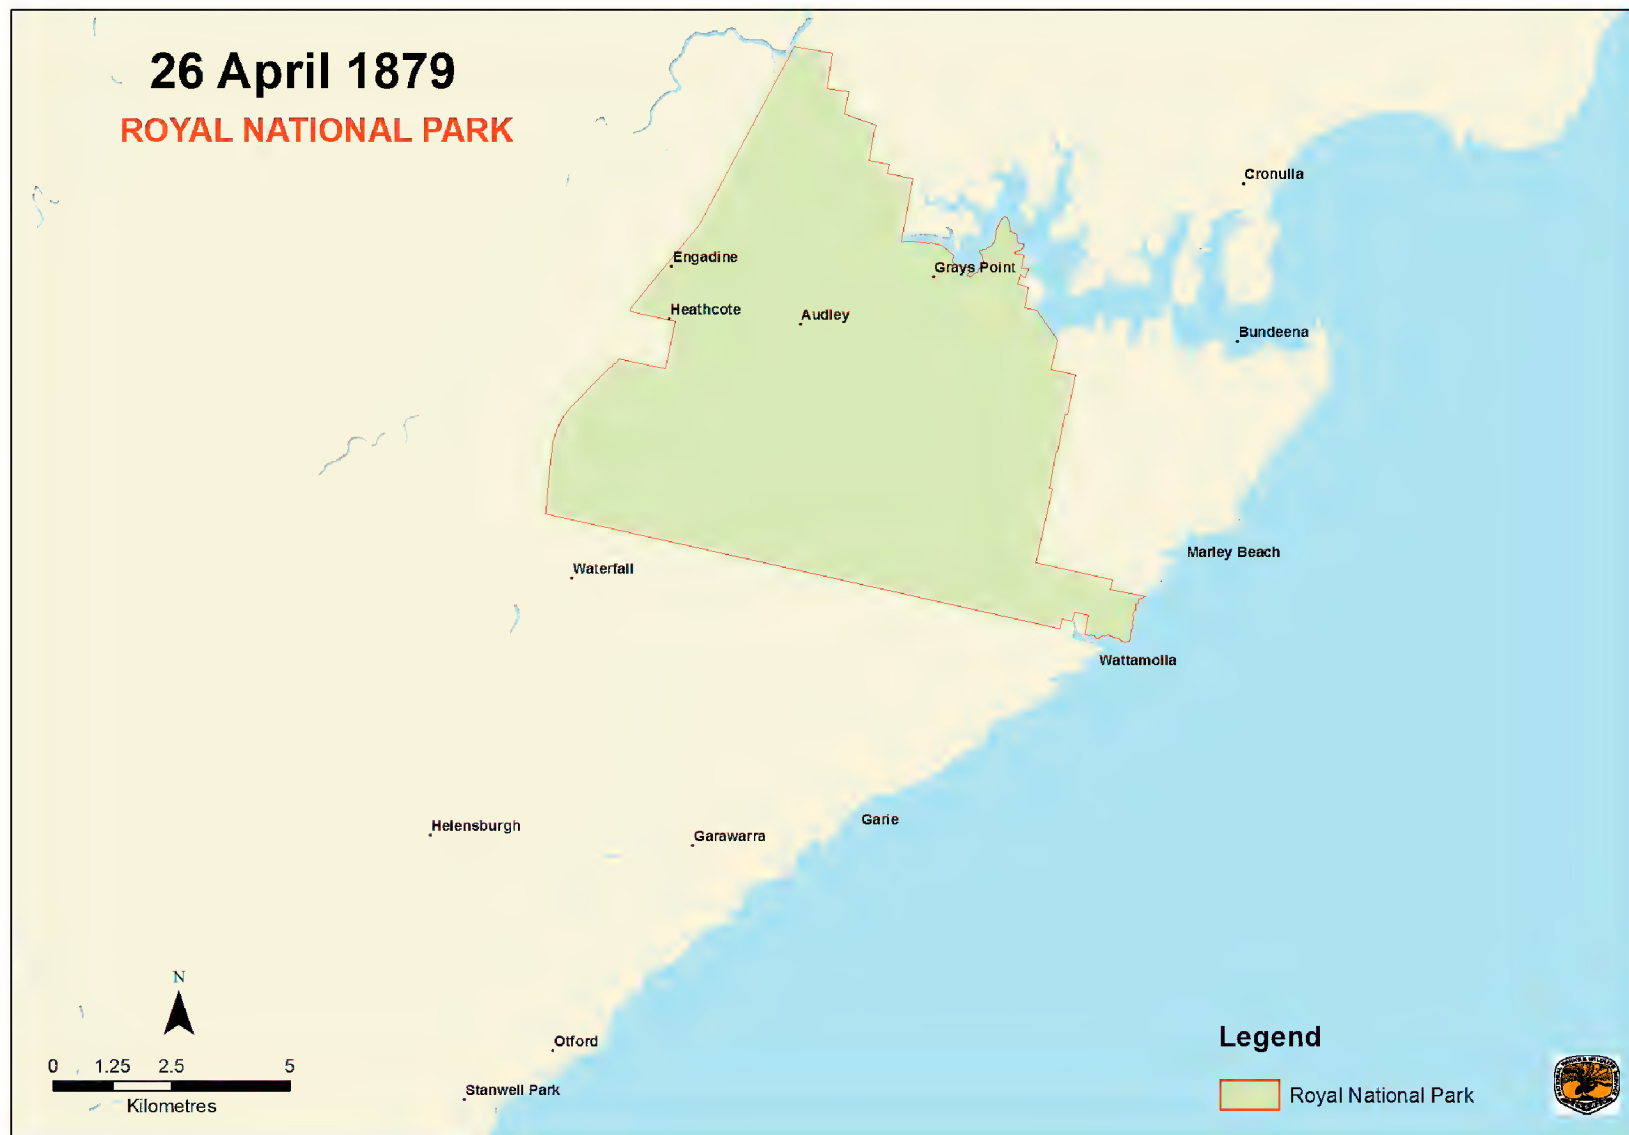 26 April 1879
ROYAL NATIONAL PARK
Cronulla
Engadine
Grays Point
Heathcote
Audley
Bundeena
Marley Beach
Waterfall
Wattamolla
Garie
Helensburgh
Garawarra
N
Otford
Legend
0 1.25 2.5 5
Stanwell Park
Royal National Park
Kilometres